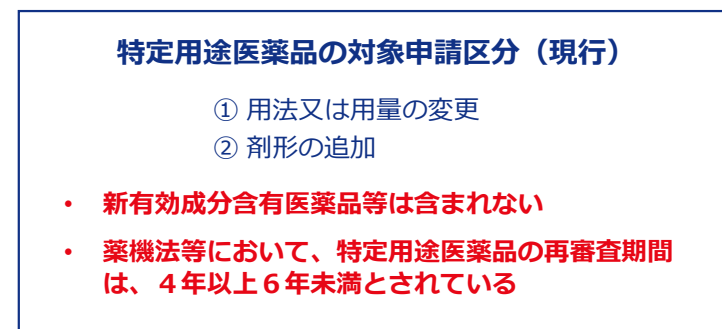 特定用途医薬品の対象申請区分（現行）
① 用法又は用量の変更
② 剤形の追加
• 新有効成分含有医薬品等は含まれない
• 薬機法等において、特定用途医薬品の再審査期間
は、４年以上６年未満とされている